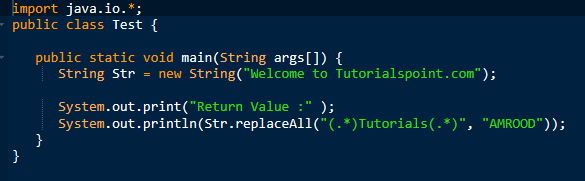 import java.io.*;
public class Test {
public static void main(String args[]) {
String Str = new String("Welcome to Tutorialspoint.com");
System.out.print("Return Value :" );
System.out.println(Str.replaceAll("(.*)Tutorials(.*)", "AMROOD"));
}
}